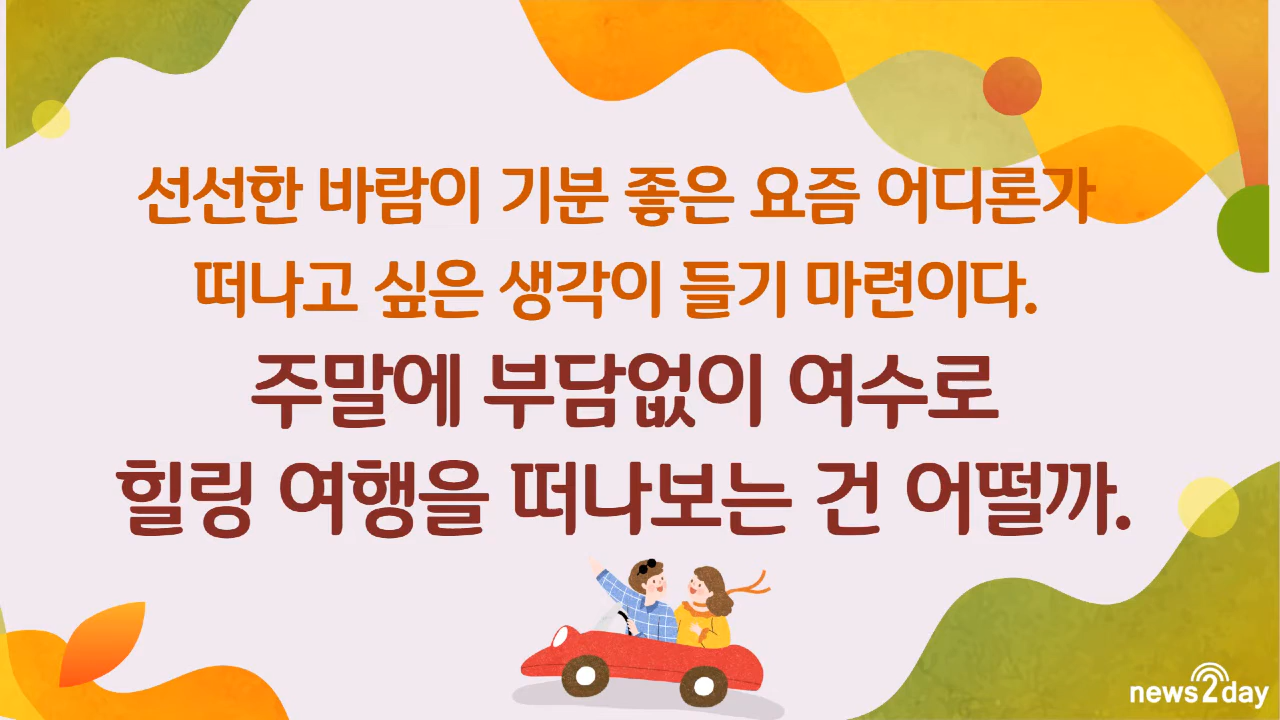 선선한 바람이 기분 좋은 요즘 어디론가
떠나고 싶은 생각이 들기 마련이다.
주말에 부담없이 여수로
힐링 여행을 떠나보는 건 어떨까.
news2day